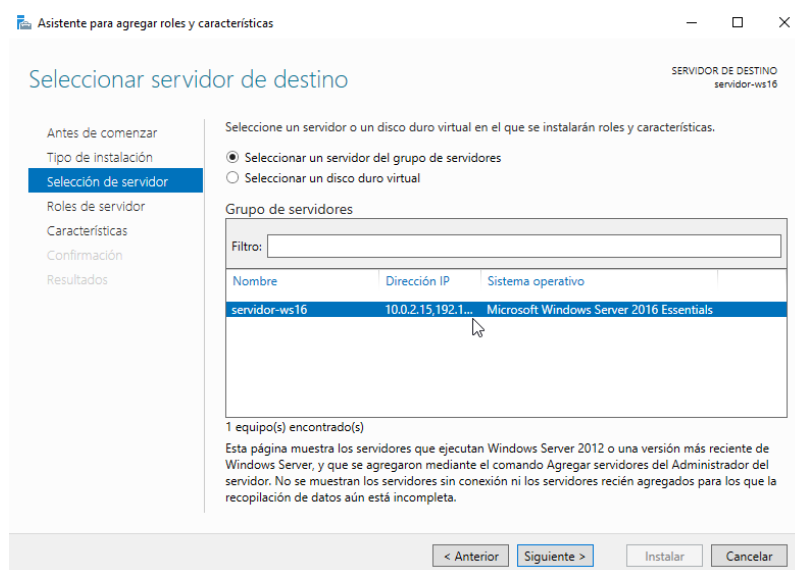 Asistente para agregar roles y características
Seleccionar servidor de destino
SERVIDOR DE DESTINO
servidor-ws16
Antes de comenzar
Tipo de instalación
Selección de servidor
Roles de servidor
Características
Confirmación
Resultados
Seleccione un servidor o un disco duro virtual en el que se instalarán roles y características.
Seleccionar un servidor del grupo de servidores
Seleccionar un disco duro virtual
Grupo de servidores
Filtro:
Nombre Dirección IP Sistema operativo
servidor-ws16 10.0.2.15,192.1... Microsoft Windows Server 2016 Essentials
1 equipo(s) encontrado(s)
Esta página muestra los servidores que ejecutan Windows Server 2012 o una versión más reciente de
Windows Server, y que se agregaron mediante el comando Agregar servidores del Administrador del
servidor. No se muestran los servidores sin conexión ni los servidores recién agregados para los que la
recopilación de datos aún está incompleta.
< Anterior Siguiente > Instalar Cancelar